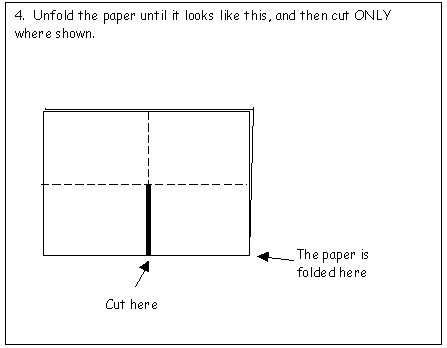 4. Unfold the paper until it looks like this, and then cut ONLY
where shown.
The paper is
folded here
Cut here